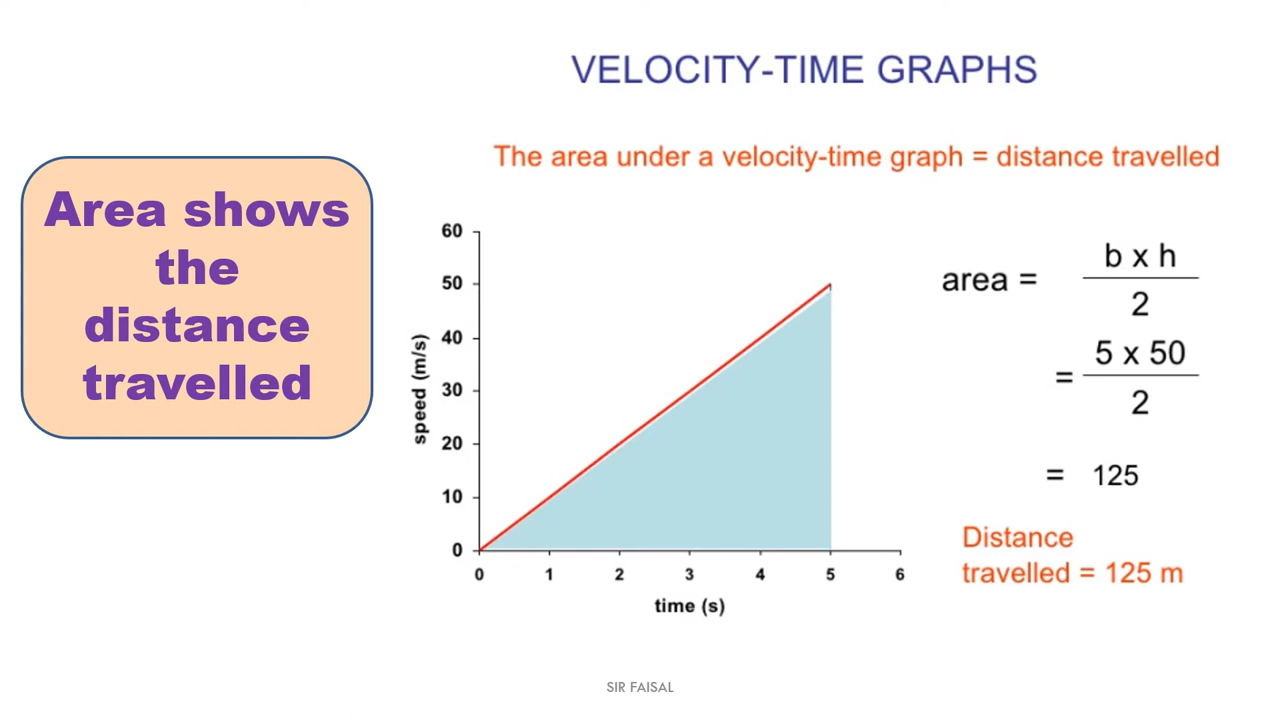 VELOCITY-TIME GRAPHS
The area under a velocity-time graph = distance travelled
Area shows
the
distance
travelled
60
50
40
30
20
10
0
speed (m/s)
0 1 2 3 4 5 6
time (s)
area = b x h
2
= 5 x 50
2
= 125
Distance
travelled = 125 m
SIR FAISAL